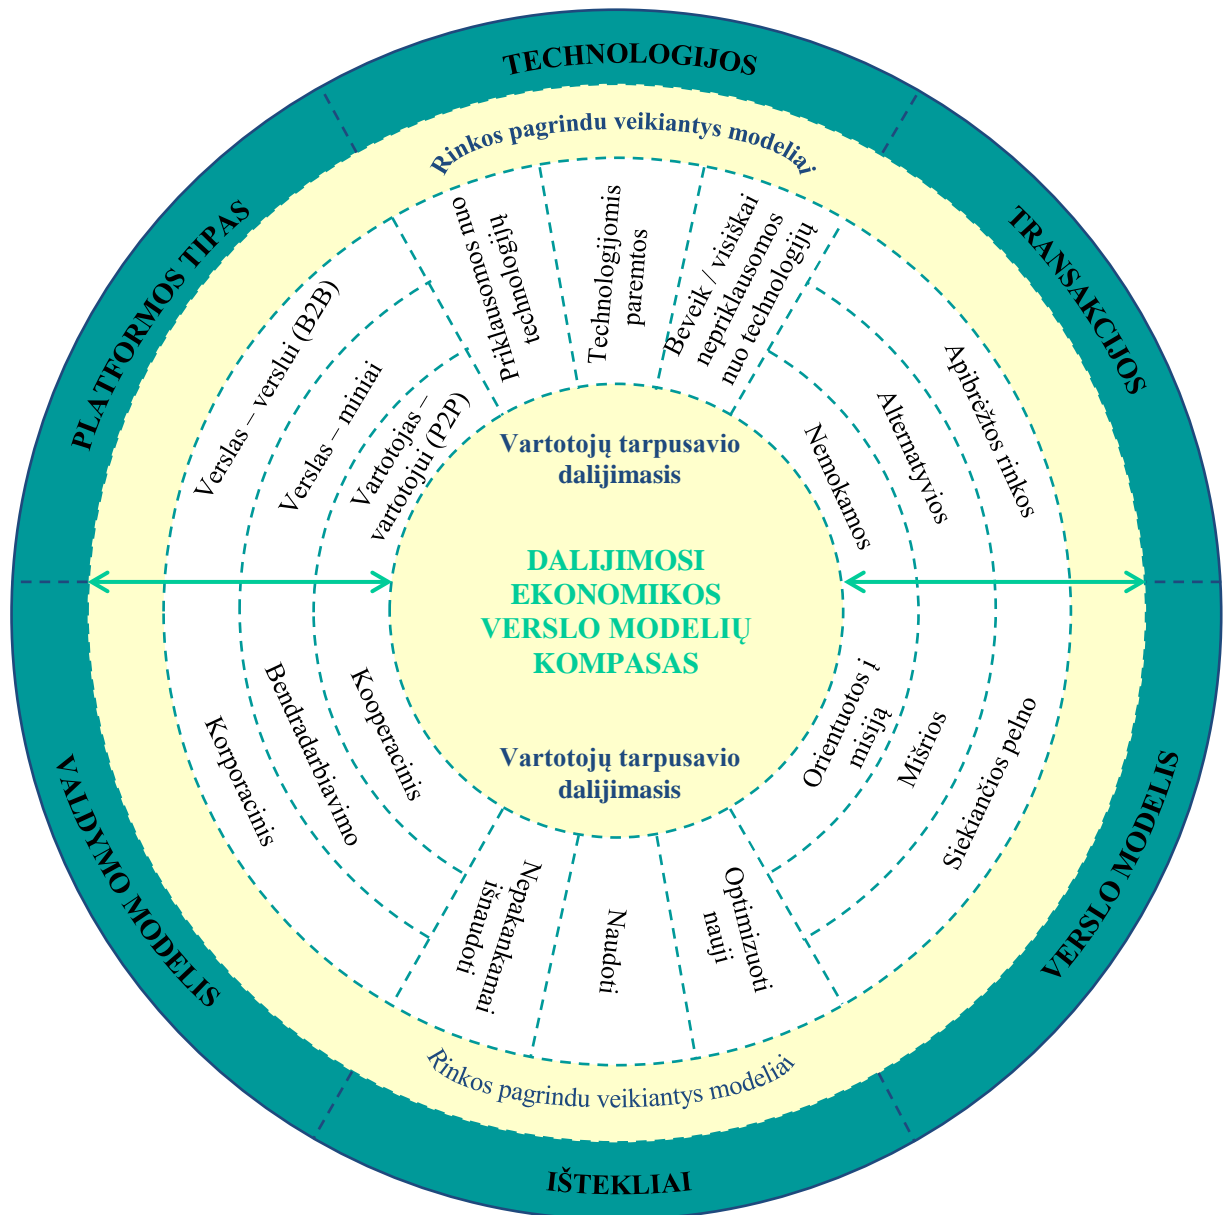 TECHNOLOGIJOS
Rinkos pagrindu veikiantys modeliai
Priklausomos nuo
technologijų
Technologijomis
paremtos
Beveik / visiškai
nepriklausomos
nuo technologijų
PLATFORMOS TIPAS
Verslas – verslui (B2B)
Verslas – miniai
Vartotojas –
vartotojui (P2P)
TRANSAKCIJOS
Nemokamos
Alternatyvios
Apibrėžtos rinkos
Vartotojų tarpusavio
dalijimasis
DALIJIMOSI
EKONOMIKOS
VERSLO MODELIŲ
KOMPASAS
Vartotojų tarpusavio
dalijimasis
VALDYMO MODELIS
Korporacinis
Bendradarbiavimo
Kooperacinis
VERSLO MODELIS
Orientuotos į
misiją
Mišrios
Siekiančios pelno
Nepakankamai
išnaudoti
Naudoti
Optimizuoti
nauji
Rinkos pagrindu veikiantys modeliai
IŠTEKLIAI